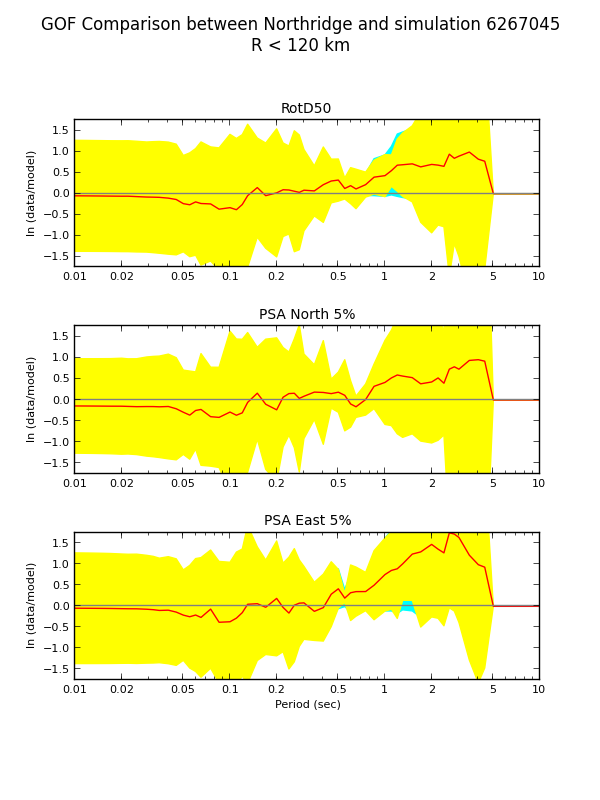 GOF Comparison between Northridge and simulation 6267045
R < 120 km
RotD50
ln (data/model)
1.5
1.0
0.5
0.0
−0.5
−1.0
−1.5
0.01 0.02 0.05 0.1 0.2 0.5 1 2 5 10
PSA North 5%
ln (data/model)
1.5
1.0
0.5
0.0
−0.5
−1.0
−1.5
0.01 0.02 0.05 0.1 0.2 0.5 1 2 5 10
PSA East 5%
ln (data/model)
1.5
1.0
0.5
0.0
−0.5
−1.0
−1.5
0.01 0.02 0.05 0.1 0.2 0.5 1 2 5 10
Period (sec)